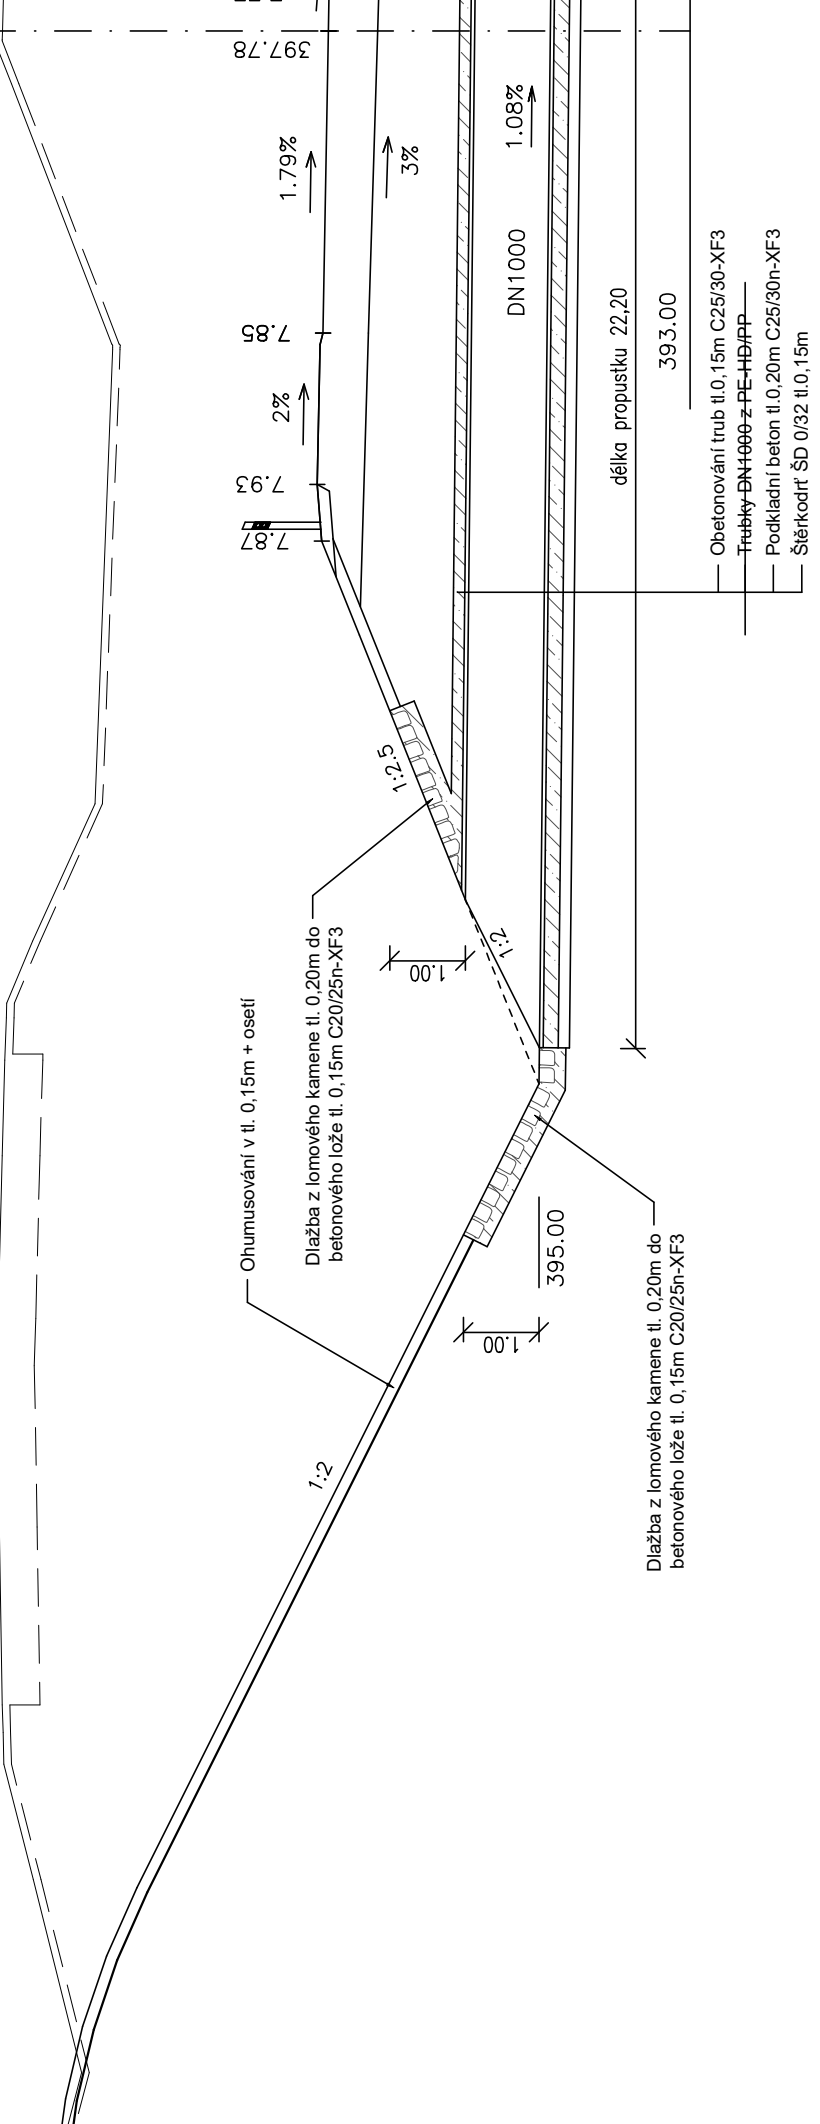 397.78
1.79%
3%
1.08%
DN1000
7.85
2%
7.93
7.87
délka propustku 22,20
393.00
Obetonování trub tl.0,15m C25/30-XF3
Trubky DN1000 z PE-HD/PP
Podkladní beton tl.0,20m C25/30n-XF3
Štěrkodrť ŠD 0/32 tl.0,15m
1:2.5
1:2
1.00
Ohumusování v tl. 0,15m + osetí
Dlažba z lomového kamene tl. 0,20m do
betonového lože tl. 0,15m C20/25n-XF3
395.00
1.00
1:2
Dlažba z lomového kamene tl. 0,20m do
betonového lože tl. 0,15m C20/25n-XF3